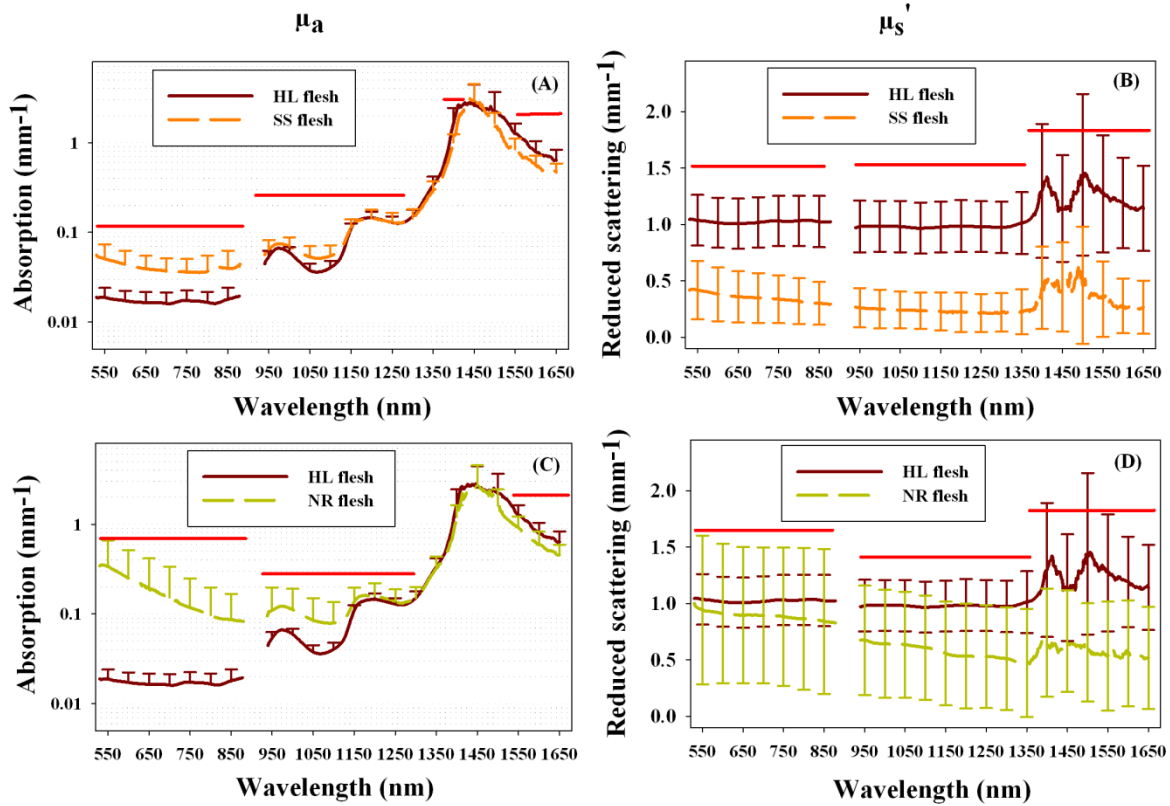 μa
μs'
(A)
HL flesh
SS flesh
Absorption (mm-1)
1
0.1
0.01
550 650 750 850 950 1050 1150 1250 1350 1450 1550 1650
Wavelength (nm)
(B)
HL flesh
SS flesh
Reduced scattering (mm-1)
2.0
1.5
1.0
0.5
0.0
550 650 750 850 950 1050 1150 1250 1350 1450 1550 1650
Wavelength (nm)
(C)
HL flesh
NR flesh
Absorption (mm-1)
1
0.1
0.01
550 650 750 850 950 1050 1150 1250 1350 1450 1550 1650
Wavelength (nm)
(D)
HL flesh
NR flesh
Reduced scattering (mm-1)
2.0
1.5
1.0
0.5
0.0
550 650 750 850 950 1050 1150 1250 1350 1450 1550 1650
Wavelength (nm)